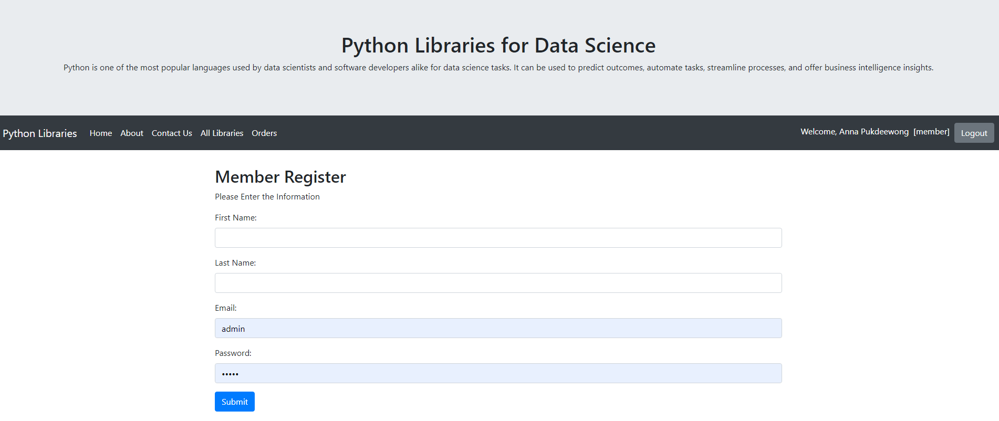 Python Libraries for Data Science
Python is one of the most popular languages used by data scientists and software developers alike for data science tasks. It can be used to predict outcomes, automate tasks, streamline processes, and offer business intelligence insights.
Python Libraries Home About Contact Us All Libraries Orders Welcome, Anna Pukdeewong [member] Logout
Member Register
Please Enter the Information
First Name:
Last Name:
Email:
admin
Password:
•••••
Submit